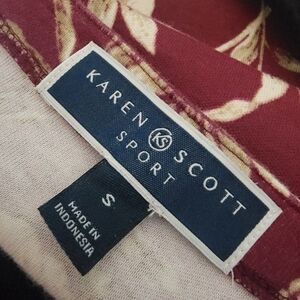 KAREN KS SCOTT
SPORT
S
MADE IN
INDONESIA